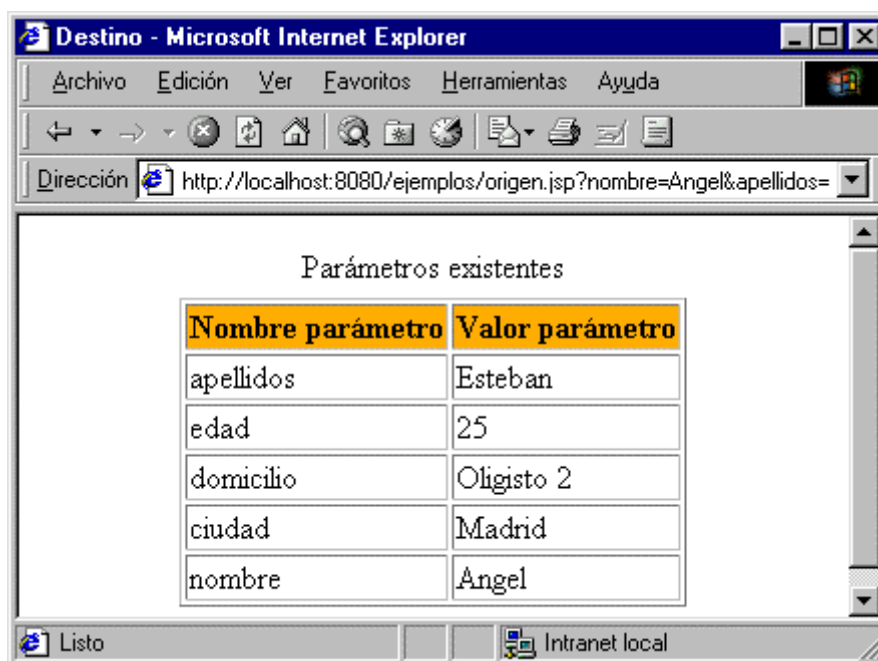 Destino - Microsoft Internet Explorer
Archivo Edición Ver Favoritos Herramientas Ayuda
Dirección http://localhost:8080/ejemplos/origen.jsp?nombre=Angel&apellidos=
Parámetros existentes
Nombre parámetro Valor parámetro
apellidos Esteban
edad 25
domicilio Oligisto 2
ciudad Madrid
nombre Angel
Listo Intranet local